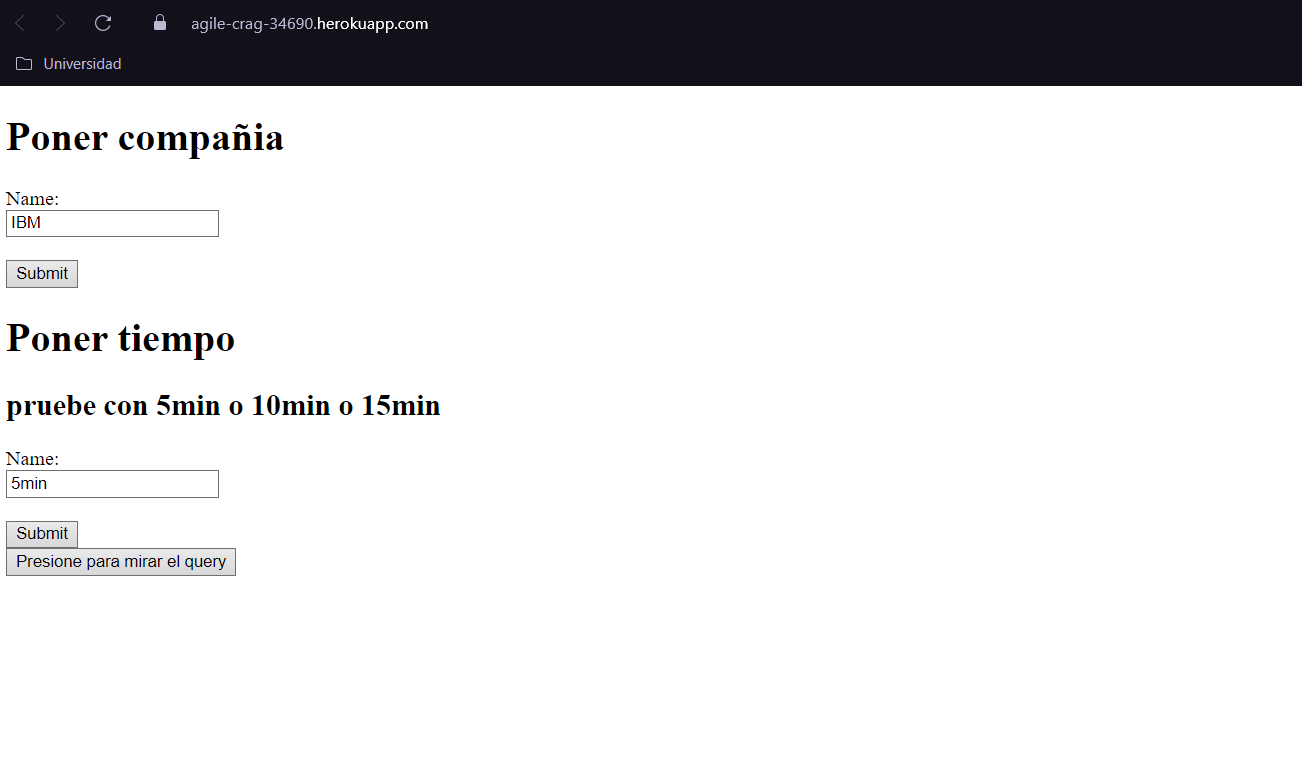 agile-crag-34690.herokuapp.com
Universidad
Poner compañia
Name:
IBM
Submit
Poner tiempo
pruebe con 5min o 10min o 15min
Name:
5min
Submit
Presione para mirar el query